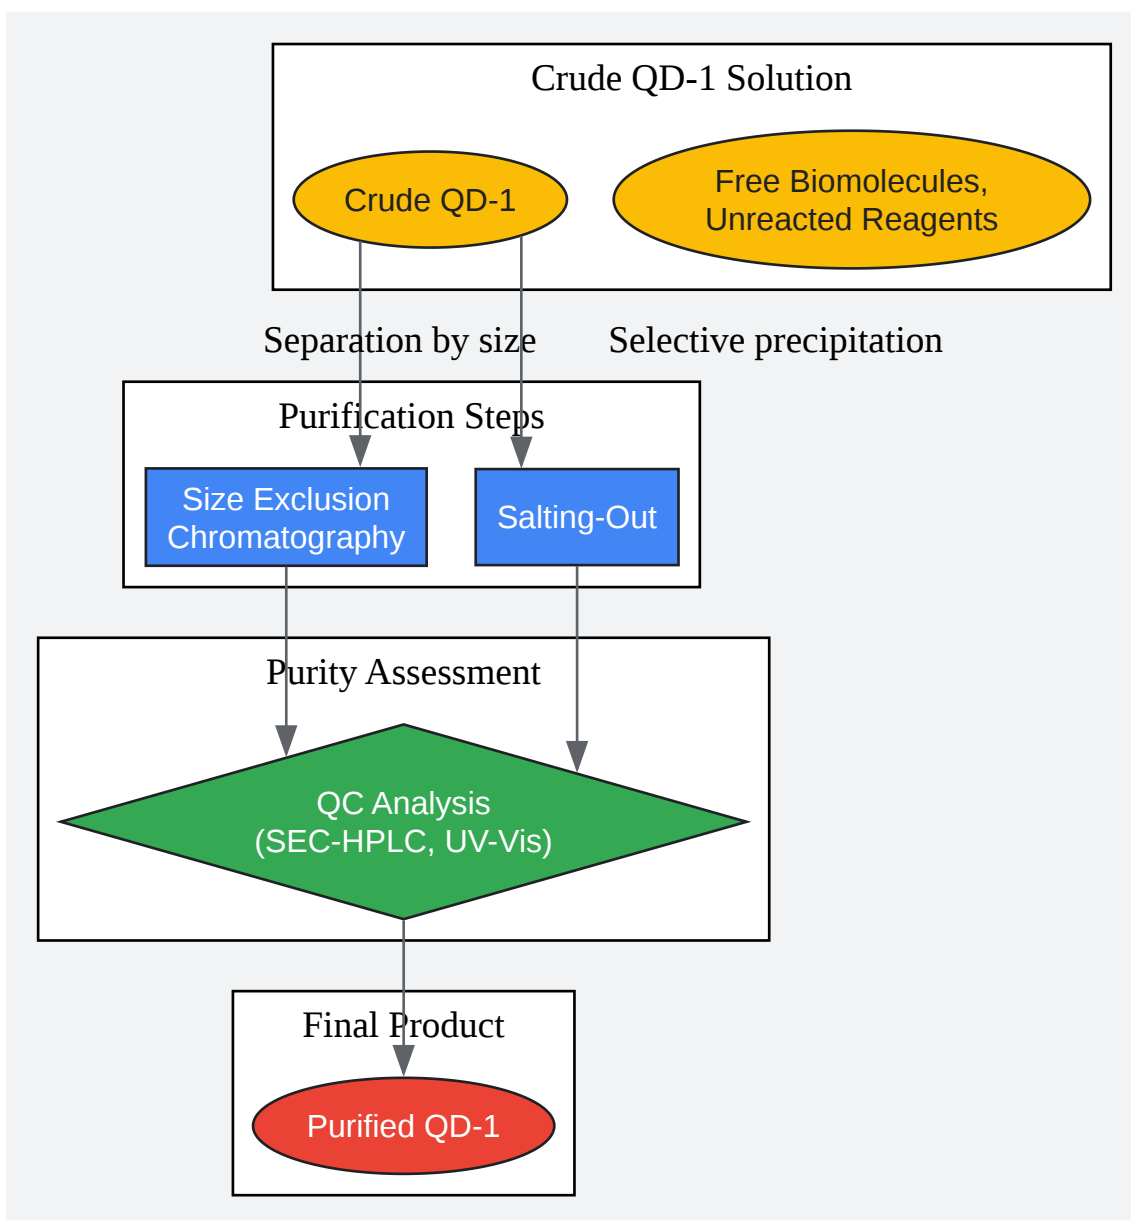 Crude QD-1 Solution
Crude QD-1
Free Biomolecules,
Unreacted Reagents
Separation by size
Selective precipitation
Purification Steps
Size Exclusion
Chromatography
Salting-Out
Purity Assessment
QC Analysis
(SEC-HPLC, UV-Vis)
Final Product
Purified QD-1